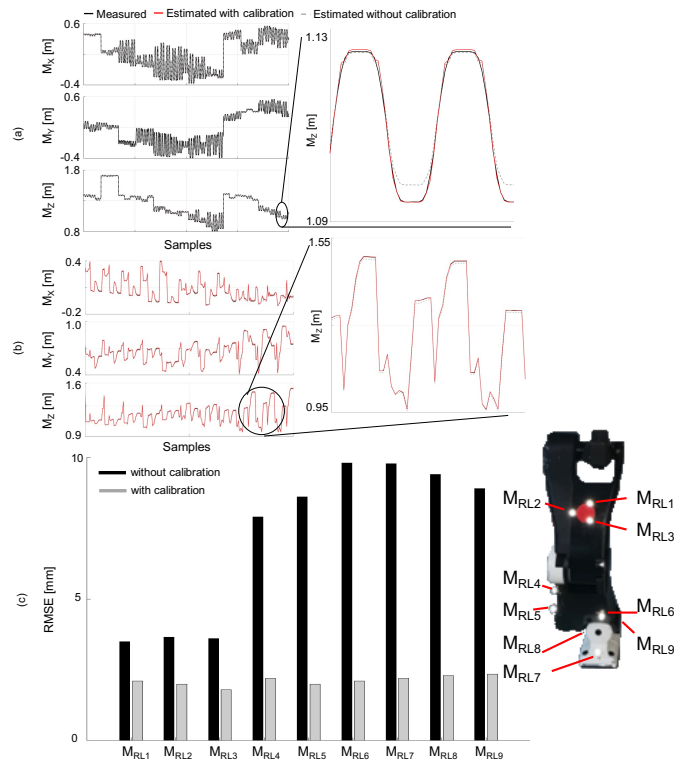 Measured Estimated with calibration Estimated without calibration
(a)
0.6
M_X [m]
-0.4
0.6
M_Y [m]
-0.4
1.8
M_Z [m]
0.8
Samples
1.13
M_Z [m]
1.09
(b)
0.4
M_X [m]
-0.2
1.0
M_Y [m]
0.4
1.6
M_Z [m]
0.9
Samples
1.55
M_Z [m]
0.95
(c)
10
without calibration
with calibration
RMSE [mm]
5
0
M_RL1 M_RL2 M_RL3 M_RL4 M_RL5 M_RL6 M_RL7 M_RL8 M_RL9
M_RL2 M_RL1
M_RL3
M_RL4
M_RL5 M_RL6
M_RL8 M_RL9
M_RL7